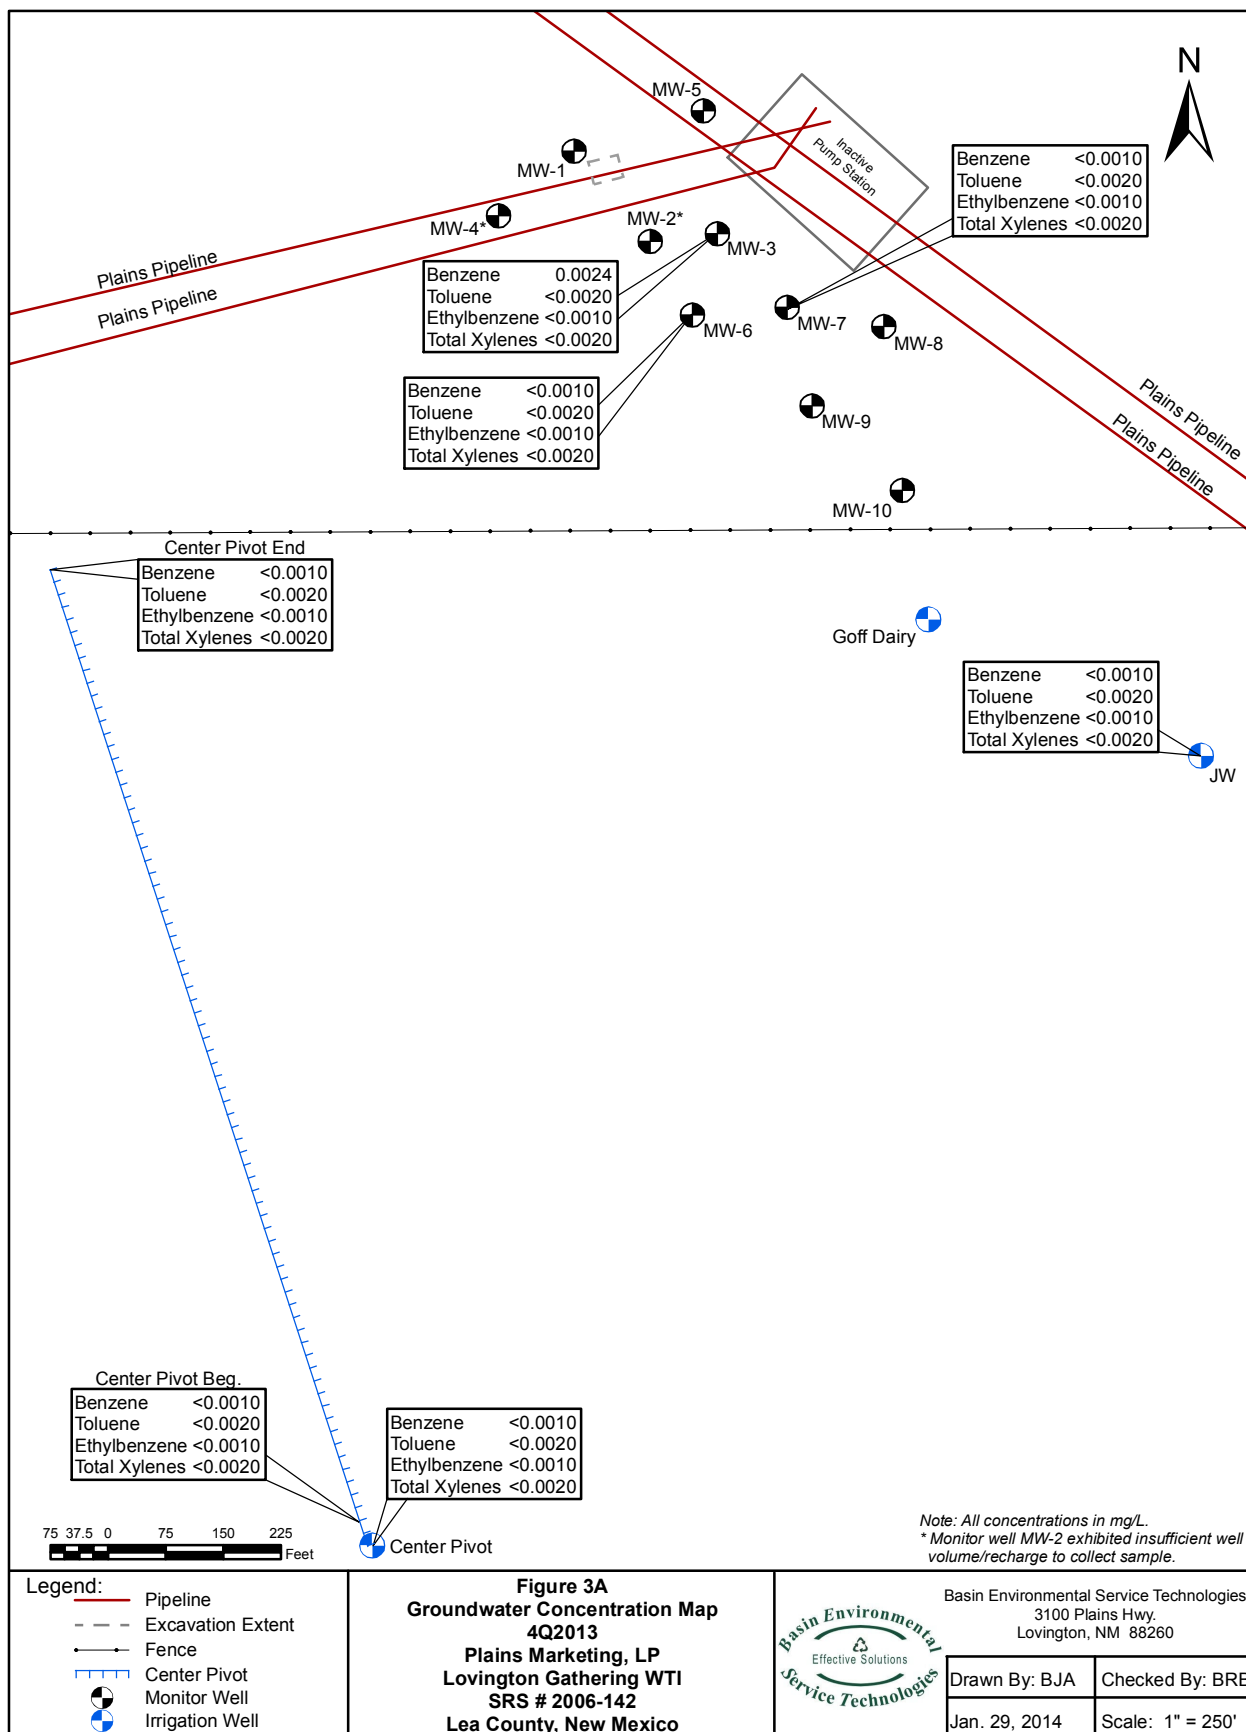 N
MW-5
MW-1
Inactive
Pump Station
Benzene <0.0010
Toluene <0.0020
Ethylbenzene <0.0010
Total Xylenes <0.0020
MW-4*
MW-2*
MW-3
Plains Pipeline
Plains Pipeline
Benzene 0.0024
Toluene <0.0020
Ethylbenzene <0.0010
Total Xylenes <0.0020
MW-6
MW-7
MW-8
Benzene <0.0010
Toluene <0.0020
Ethylbenzene <0.0010
Total Xylenes <0.0020
MW-9
Plains Pipeline
Plains Pipeline
MW-10
Center Pivot End
Benzene <0.0010
Toluene <0.0020
Ethylbenzene <0.0010
Total Xylenes <0.0020
Goff Dairy
Benzene <0.0010
Toluene <0.0020
Ethylbenzene <0.0010
Total Xylenes <0.0020
JW
Center Pivot Beg.
Benzene <0.0010
Toluene <0.0020
Ethylbenzene <0.0010
Total Xylenes <0.0020
Benzene <0.0010
Toluene <0.0020
Ethylbenzene <0.0010
Total Xylenes <0.0020
Center Pivot
75 37.5 0 75 150 225
Feet
Note: All concentrations in mg/L.
* Monitor well MW-2 exhibited insufficient well
volume/recharge to collect sample.
Legend:
Pipeline
Excavation Extent
Fence
Center Pivot
Monitor Well
Irrigation Well
Figure 3A
Groundwater Concentration Map
4Q2013
Plains Marketing, LP
Lovington Gathering WTI
SRS # 2006-142
Lea County, New Mexico
Basin Environmental
Effective Solutions
Service Technologies
Basin Environmental Service Technologies
3100 Plains Hwy.
Lovington, NM 88260
Drawn By: BJA
Checked By: BRB
Jan. 29, 2014
Scale: 1" = 250'